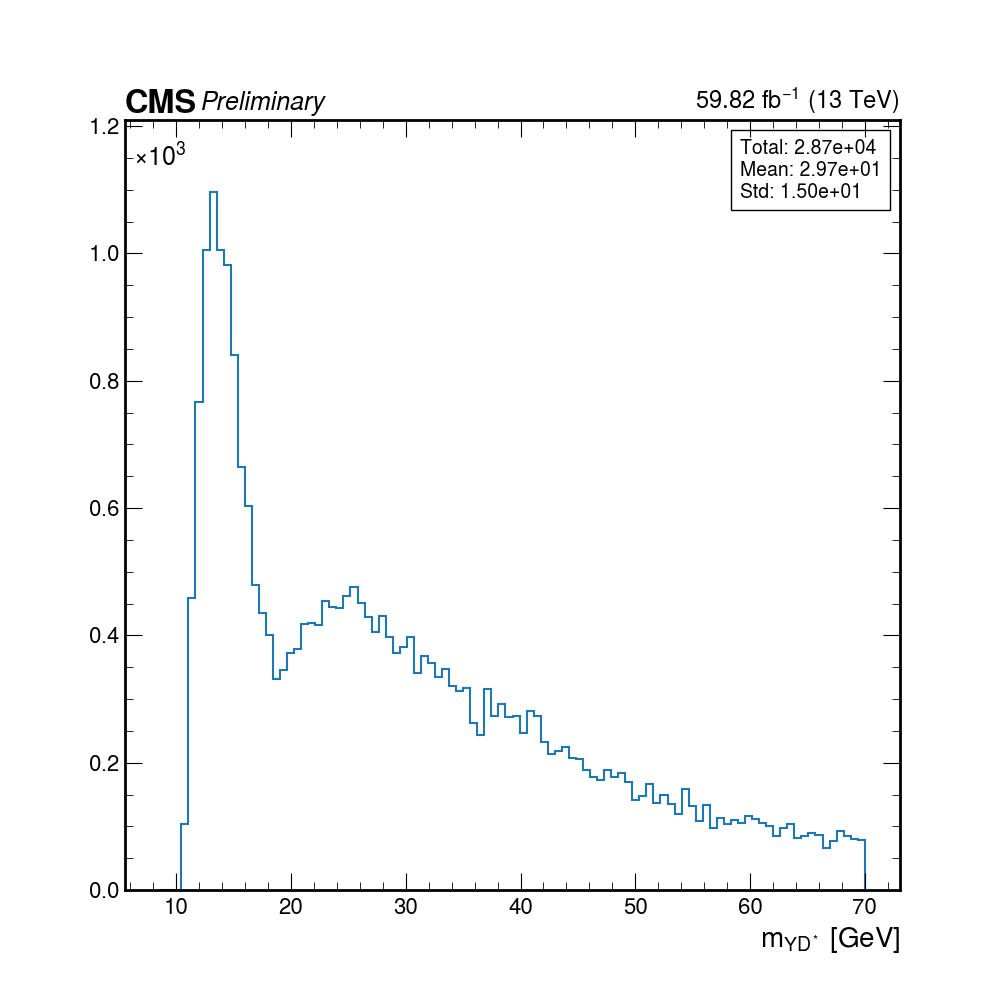 CMS Preliminary 59.82 fb⁻¹ (13 TeV)
×10³
Total: 2.87e+04
Mean: 2.97e+01
Std: 1.50e+01
1.2
1.0
0.8
0.6
0.4
0.2
0.0
10 20 30 40 50 60 70
m_YD* [GeV]